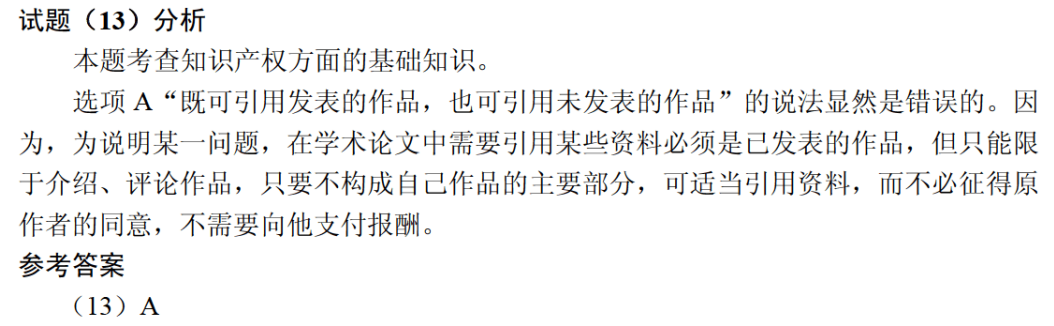 试题（13）分析
本题考查知识产权方面的基础知识。
选项 A“既可引用发表的作品，也可引用未发表的作品”的说法显然是错误的。因
为，为说明某一问题，在学术论文中需要引用某些资料必须是已发表的作品，但只能限
于介绍、评论作品，只要不构成自己作品的主要部分，可适当引用资料，而不必征得原
作者的同意，不需要向他支付报酬。
参考答案
（13）A